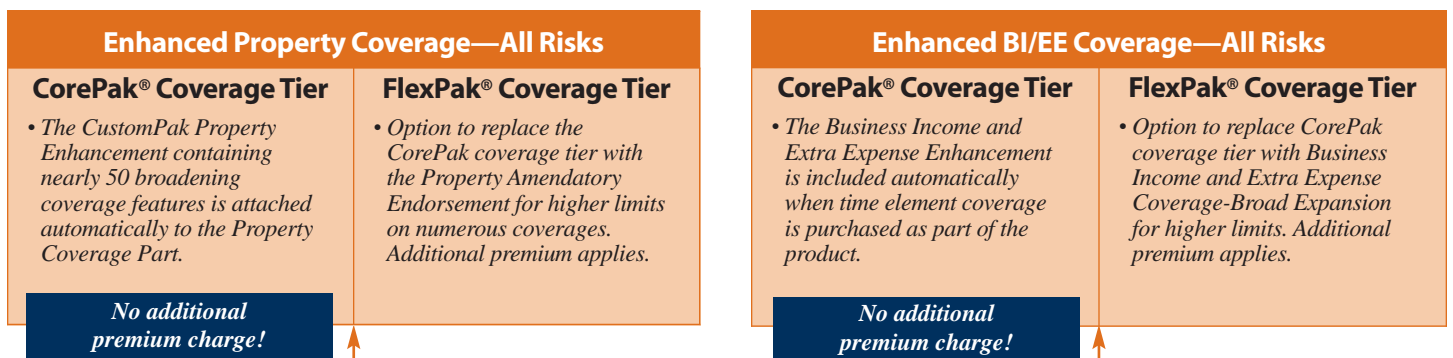 Enhanced Property Coverage—All Risks
CorePak® Coverage Tier
• The CustomPak Property
Enhancement containing
nearly 50 broadening
coverage features is attached
automatically to the Property
Coverage Part.
No additional
premium charge!
FlexPak® Coverage Tier
• Option to replace the
CorePak coverage tier with
the Property Amendatory
Endorsement for higher limits
on numerous coverages.
Additional premium applies.
Enhanced BI/EE Coverage—All Risks
CorePak® Coverage Tier
• The Business Income and
Extra Expense Enhancement
is included automatically
when time element coverage
is purchased as part of the
product.
No additional
premium charge!
FlexPak® Coverage Tier
• Option to replace CorePak
coverage tier with Business
Income and Extra Expense
Coverage-Broad Expansion
for higher limits. Additional
premium applies.